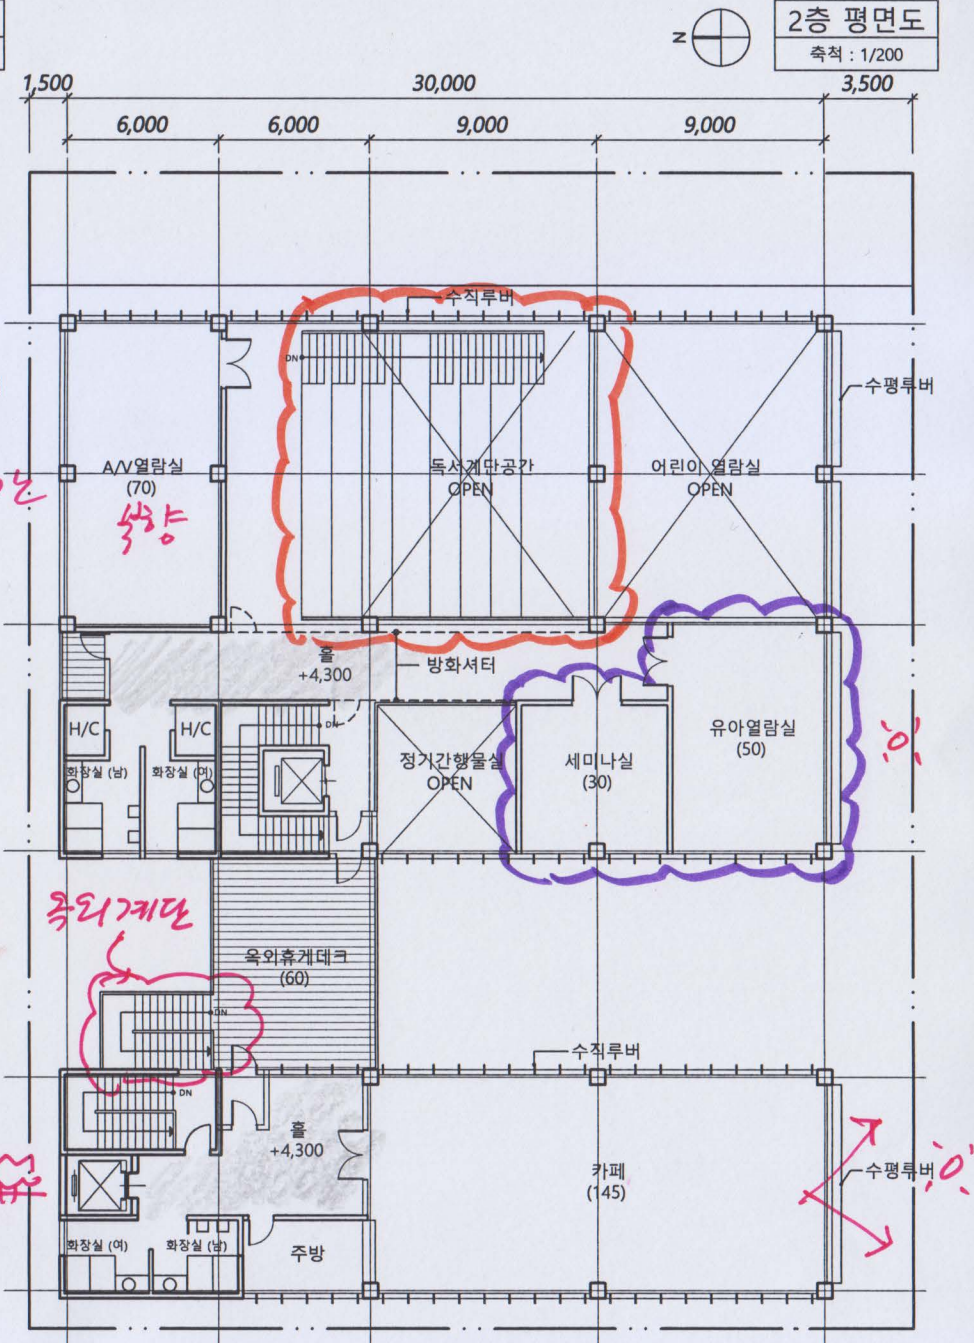 N
2층 평면도
축척 : 1/200
1,500
30,000
3,500
6,000
6,000
9,000
9,000
수직루버
DN
수평루버
A/V열람실
(70)
독서계단공간
OPEN
어린이 열람실
OPEN
북향
홀
+4,300
방화셔터
H/C
H/C
DN
화장실 (남)
화장실 (여)
정기간행물실
OPEN
세미나실
(30)
유아열람실
(50)
옥외계단
옥외휴게데크
(60)
DN
수직루버
DN
홀
+4,300
카페
(145)
수평루버
화장실 (여)
화장실 (남)
주방